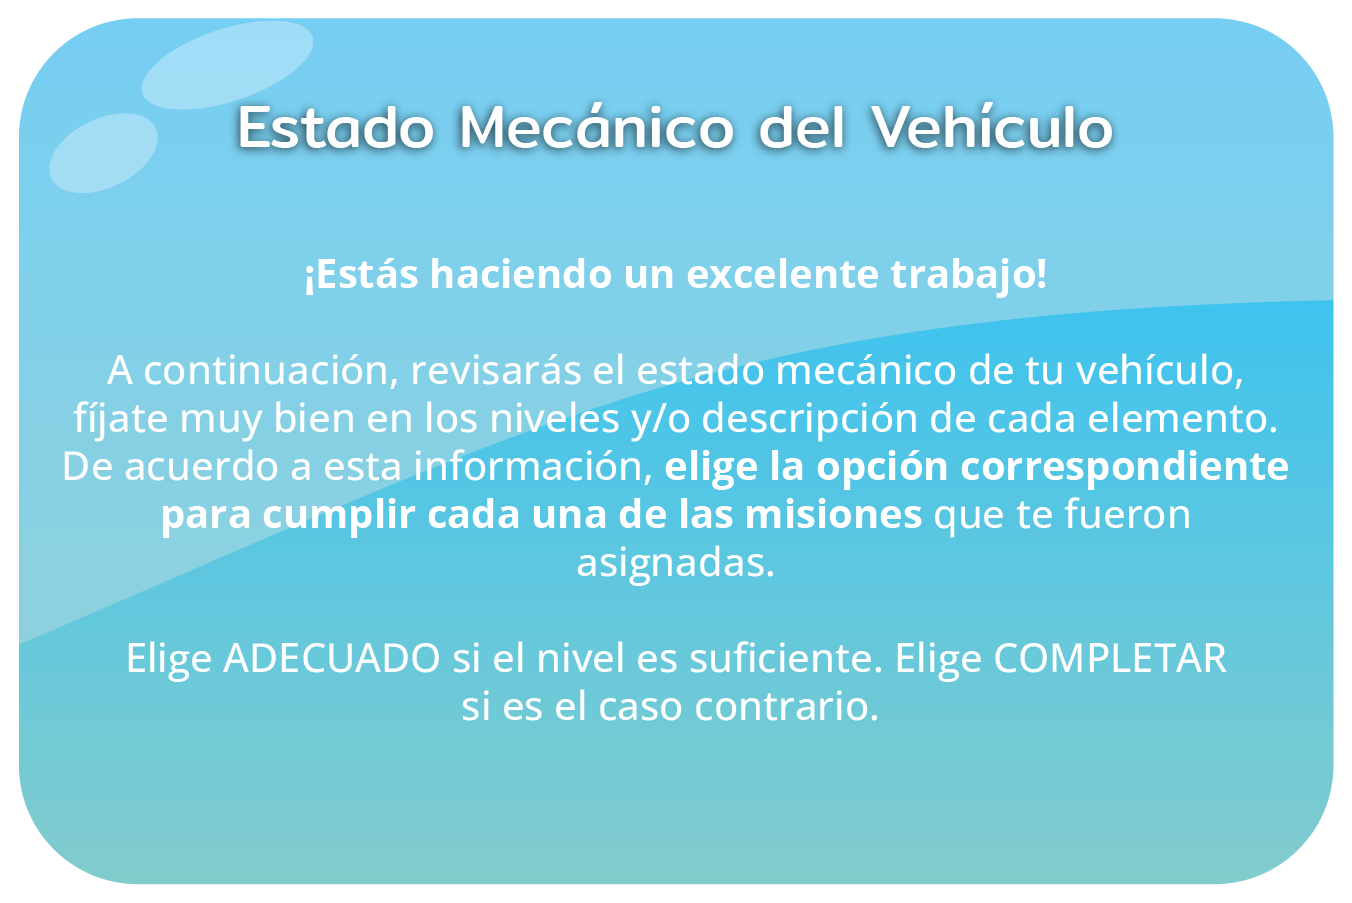 Estado Mecánico del Vehículo
¡Estás haciendo un excelente trabajo!
A continuación, revisarás el estado mecánico de tu vehículo,
fíjate muy bien en los niveles y/o descripción de cada elemento.
De acuerdo a esta información, elige la opción correspondiente
para cumplir cada una de las misiones que te fueron
asignadas.
Elige ADECUADO si el nivel es suficiente. Elige COMPLETAR
si es el caso contrario.